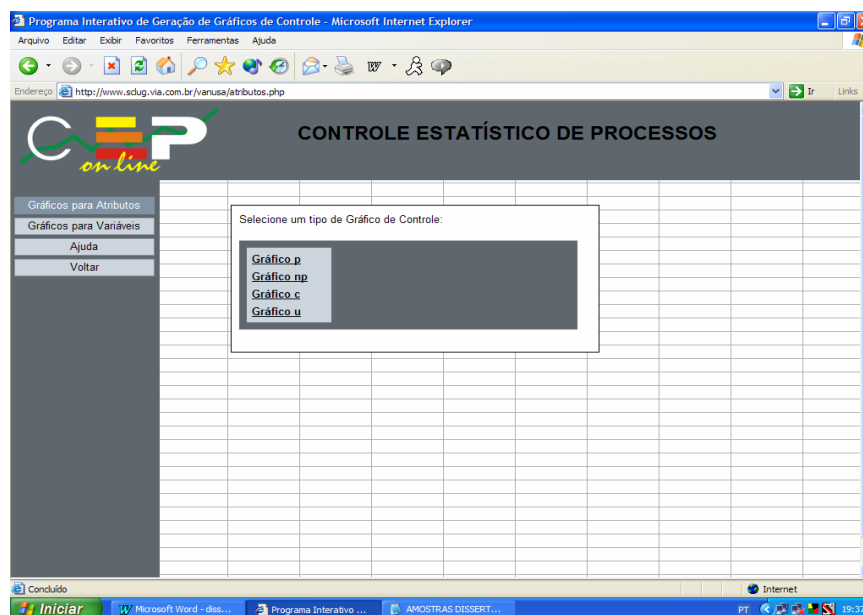 Programa Interativo de Geração de Gráficos de Controle - Microsoft Internet Explorer
Arquivo Editar Exibir Favoritos Ferramentas Ajuda
Endereço http://www.sclug.via.com.br/vanusa/atributos.php Ir Links
CEP on line
CONTROLE ESTATÍSTICO DE PROCESSOS
Gráficos para Atributos
Gráficos para Variáveis
Ajuda
Voltar
Selecione um tipo de Gráfico de Controle:
Gráfico p
Gráfico np
Gráfico c
Gráfico u
Concluído Internet
Iniciar Microsoft Word - diss... Programa Interativo ... AMOSTRAS DISSERT... PT